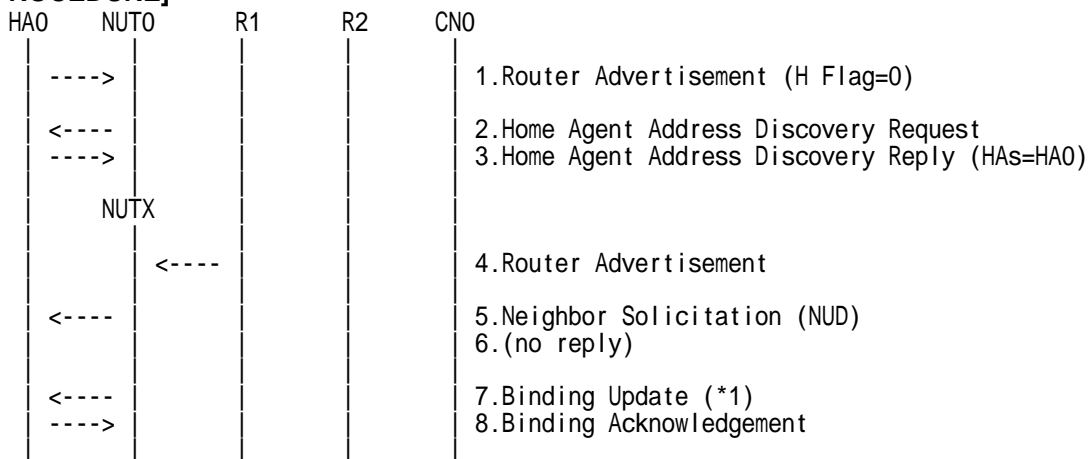 HA0 NUT0 R1 R2 CN0
----> 1.Router Advertisement (H Flag=0)
<---- 2.Home Agent Address Discovery Request
----> 3.Home Agent Address Discovery Reply (HAs=HA0)
NUTX
<---- 4.Router Advertisement
<---- 5.Neighbor Solicitation (NUD)
6.(no reply)
<---- 7.Binding Update (*1)
----> 8.Binding Acknowledgement